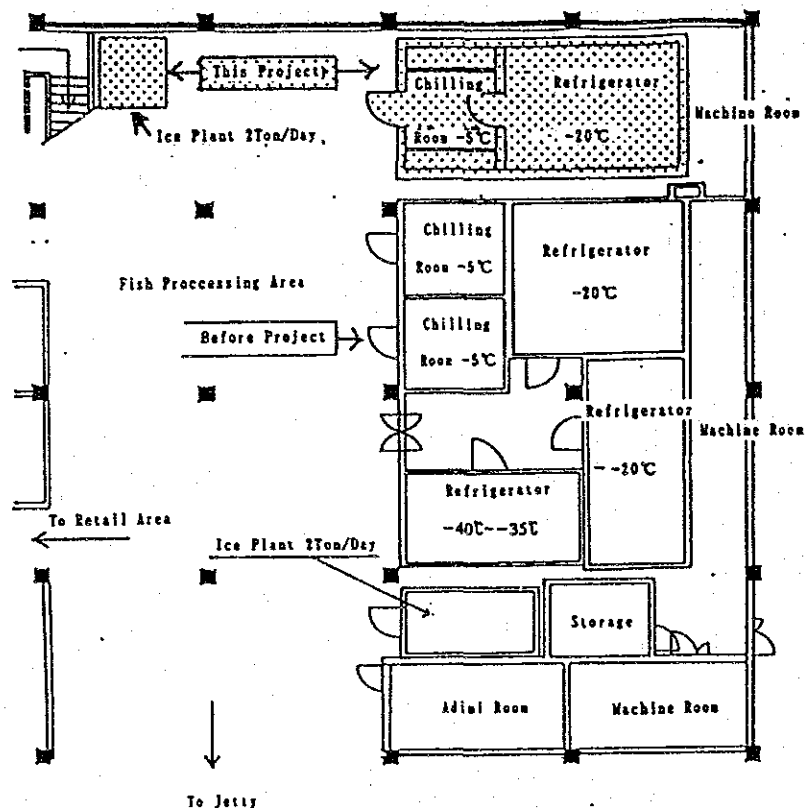 This Project
Ice Plant 2Ton/Day
Chilling
Room -5℃
Refrigerator
-20℃
Machine Room
Chilling
Room -5℃
Refrigerator
-20℃
Fish Proccessing Area
Before Project
Chilling
Room -5℃
Refrigerator
-20℃
Machine Room
Refrigerator
-40℃~-35℃
To Retail Area
Ice Plant 2Ton/Day
Storage
Adimi Room
Machine Room
To Jetty